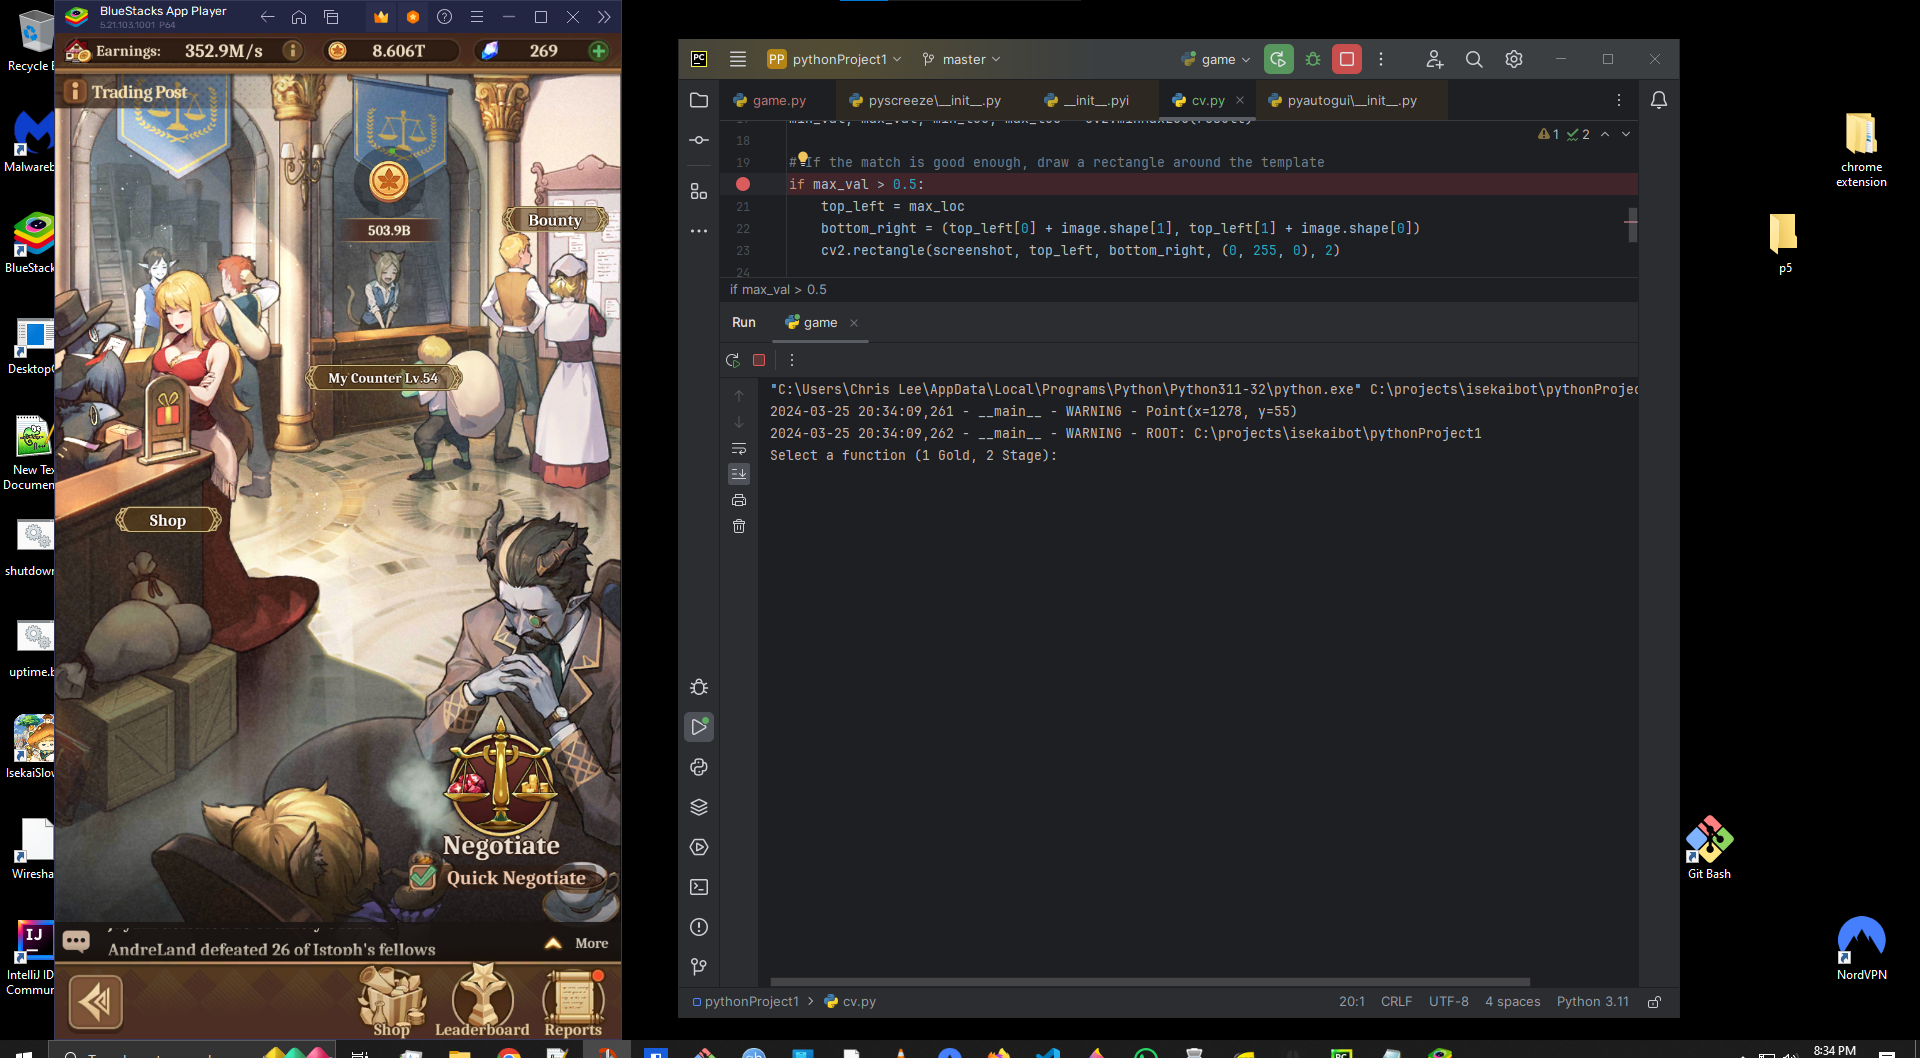 Recycle
Malwareb
BlueStack
DesktopC
New Tex
Documen
shutdown
uptime.b
IsekaiSlow
Wiresha
IntelliJ ID
Commun
BlueStacks App Player
5.21.103.1001 P64
Earnings: 352.9M/s 8.606T 269
Trading Post
503.9B
Bounty
My Counter Lv.54
Shop
Negotiate
Quick Negotiate
AndreLand defeated 26 of Istoph's fellows
More
Shop Leaderboard Reports
PC PP pythonProject1 master game
game.py pyscreeze\__init__.py __init__.pyi cv.py pyautogui\__init__.py
1 2
18
19 # If the match is good enough, draw a rectangle around the template
if max_val > 0.5:
21 top_left = max_loc
22 bottom_right = (top_left[0] + image.shape[1], top_left[1] + image.shape[0])
23 cv2.rectangle(screenshot, top_left, bottom_right, (0, 255, 0), 2)
24
if max_val > 0.5
Run game
"C:\Users\Chris Lee\AppData\Local\Programs\Python\Python311-32\python.exe" C:\projects\isekaibot\pythonProjec
2024-03-25 20:34:09,261 - __main__ - WARNING - Point(x=1278, y=55)
2024-03-25 20:34:09,262 - __main__ - WARNING - ROOT: C:\projects\isekaibot\pythonProject1
Select a function (1 Gold, 2 Stage):
pythonProject1 cv.py 20:1 CRLF UTF-8 4 spaces Python 3.11
chrome
extension
p5
Git Bash
NordVPN
8:34 PM